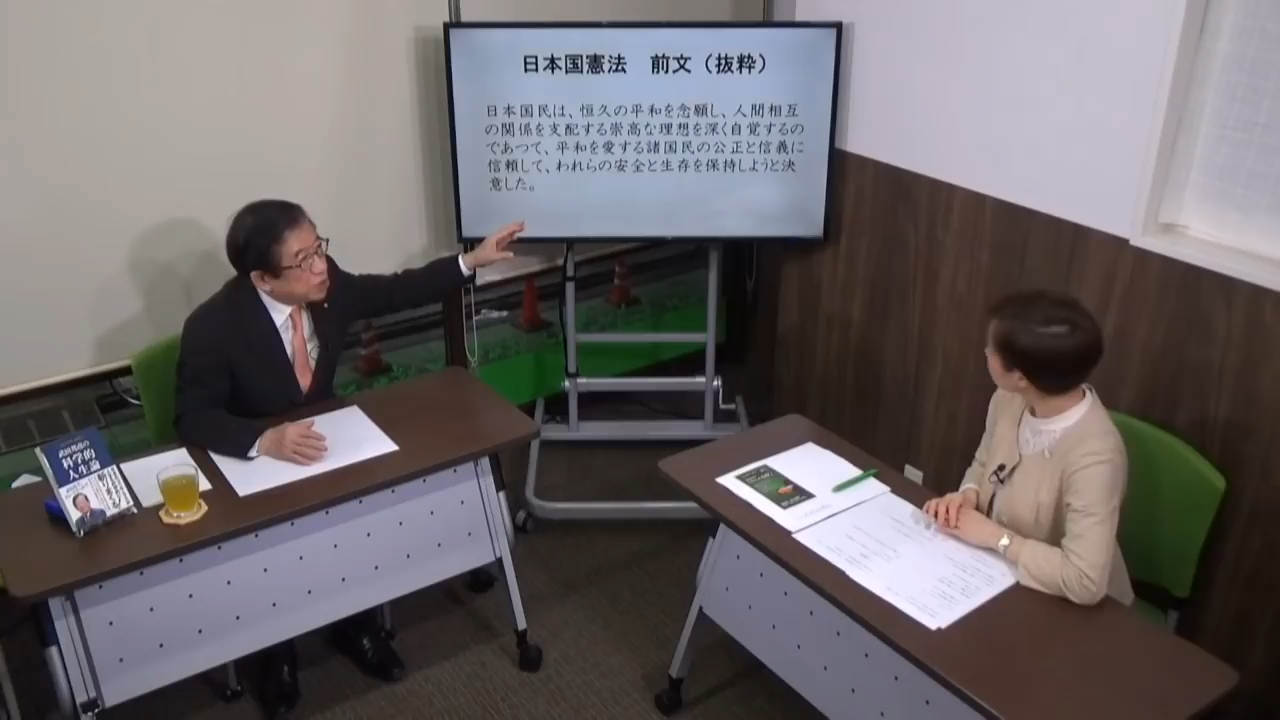 日本国憲法　前文（抜粋）
日本国民は、恒久の平和を念願し、人間相互
の関係を支配する崇高な理想を深く自覚するの
であつて、平和を愛する諸国民の公正と信義に
信頼して、われらの安全と生存を保持しようと決
意した。
武田邦彦の
科学的
人生論